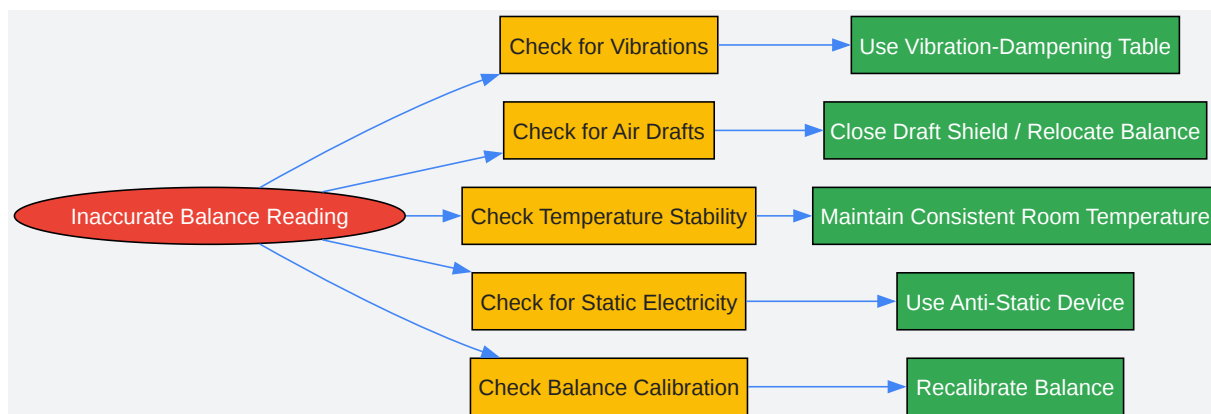 Check for Vibrations
Use Vibration-Dampening Table
Check for Air Drafts
Close Draft Shield / Relocate Balance
Inaccurate Balance Reading
Check Temperature Stability
Maintain Consistent Room Temperature
Check for Static Electricity
Use Anti-Static Device
Check Balance Calibration
Recalibrate Balance